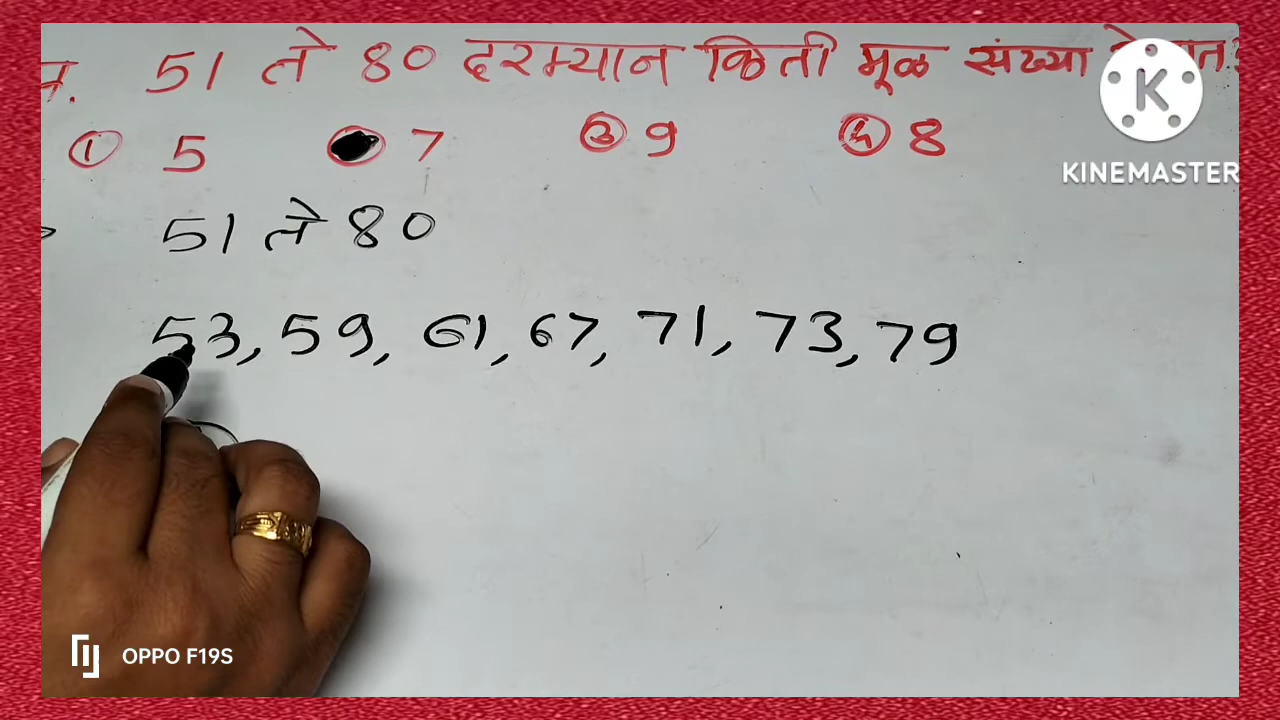 प्र. 51 ते 80 दरम्यान किती मूळ संख्या
① 5 7 ③ 9 ④ 8
51 ते 80
53, 59, 61, 67, 71, 73, 79
KINEMASTER
OPPO F19S